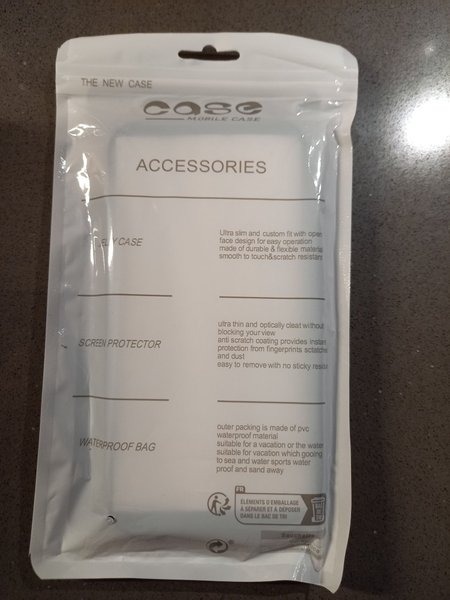 THE NEW CASE
case
MOBILE CASE
ACCESSORIES
Y CASE
Ultra slim and custom fit with open
face design for easy operation
made of durable & flexible material
smooth to touch&scratch resistans
SCREEN PROTECTOR
ultra thin and optically cleat without
blocking your view
anti scratch coating provides instant
protection from fingerprints sctatches
and dust
easy to remove with no sticky residu
WATERPROOF BAG
outer packing is made of pvc
waterproof material
suitable for a vacation or the water
suitable for vacation which gooing
to sea and water sports water
proof and sand away
FR
ELEMENTS D'EMBALLAGE
À SÉPARER ET À DÉPOSER
DANS LE BAC DE TRI